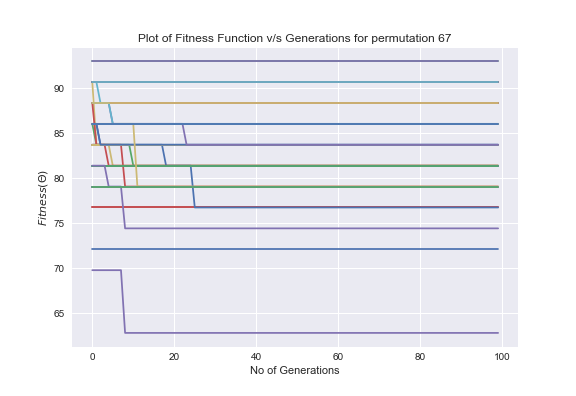 Plot of Fitness Function v/s Generations for permutation 67
Fitness(Θ)
90
85
80
75
70
65
0 20 40 60 80 100
No of Generations